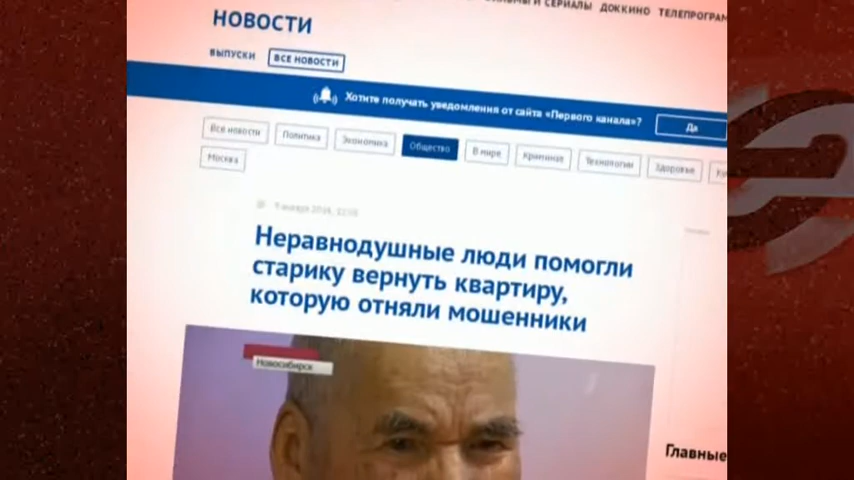 МЫ И СЕРИАЛЫ ДОККИНО ТЕЛЕПРОГРАМ
НОВОСТИ
ВЫПУСКИ ВСЕ НОВОСТИ
Хотите получать уведомления от сайта «Первого канала»? Да
Все новости Политика Экономика Общество В мире Криминал Технологии Здоровье
Москва
Неравнодушные люди помогли
старику вернуть квартиру,
которую отняли мошенники
Новосибирск
Главные